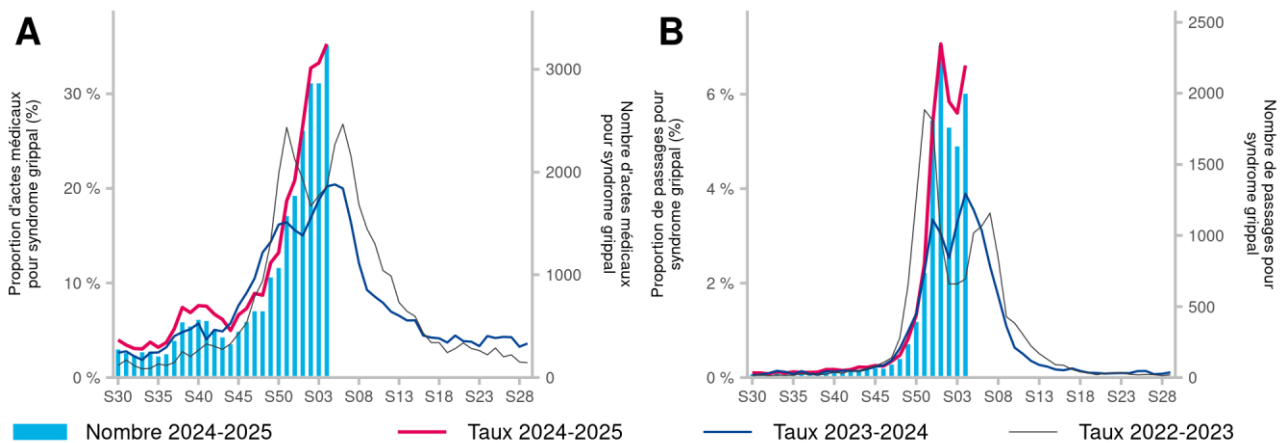 A
Proportion d'actes médicaux
pour syndrome grippal (%)
30 %
20 %
10 %
0 %
3000
2000
1000
0
Nombre d'actes médicaux
pour syndrome grippal
S30 S35 S40 S45 S50 S03 S08 S13 S18 S23 S28
B
Proportion de passages pour
syndrome grippal (%)
6 %
4 %
2 %
0 %
2500
2000
1500
1000
500
0
Nombre de passages pour
syndrome grippal
S30 S35 S40 S45 S50 S03 S08 S13 S18 S23 S28
Nombre 2024-2025 Taux 2024-2025 Taux 2023-2024 Taux 2022-2023